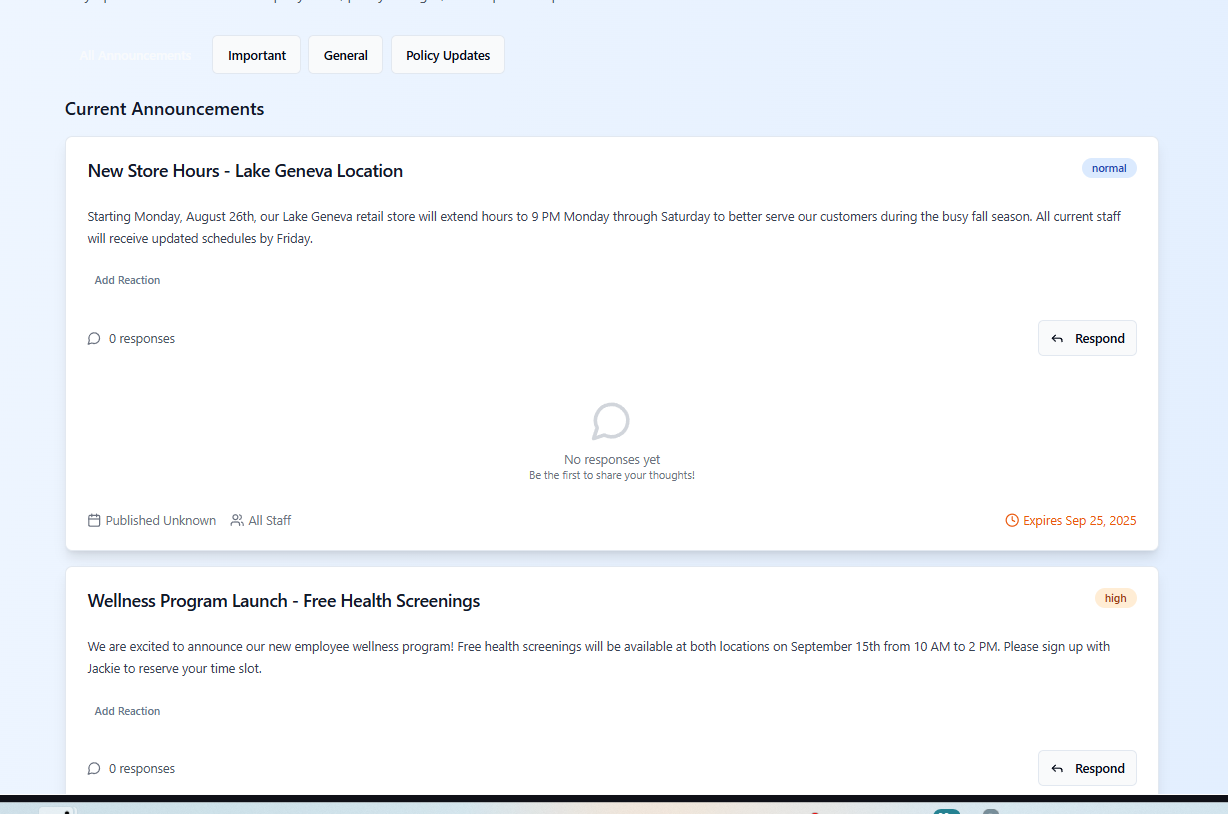 All Announcements
Important
General
Policy Updates
Current Announcements
New Store Hours - Lake Geneva Location
normal
Starting Monday, August 26th, our Lake Geneva retail store will extend hours to 9 PM Monday through Saturday to better serve our customers during the busy fall season. All current staff
will receive updated schedules by Friday.
Add Reaction
0 responses
Respond
No responses yet
Be the first to share your thoughts!
Published Unknown
All Staff
Expires Sep 25, 2025
Wellness Program Launch - Free Health Screenings
high
We are excited to announce our new employee wellness program! Free health screenings will be available at both locations on September 15th from 10 AM to 2 PM. Please sign up with
Jackie to reserve your time slot.
Add Reaction
0 responses
Respond